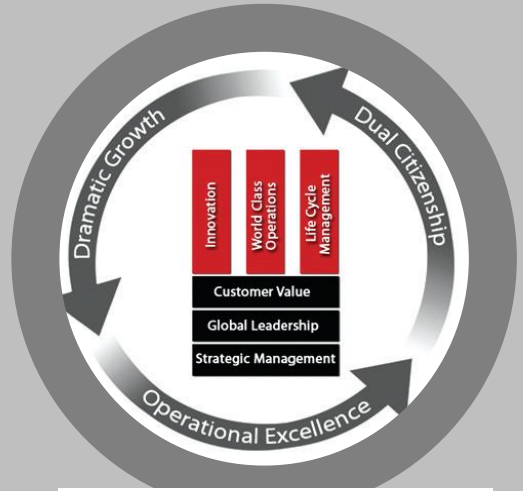 Dramatic Growth
Dual Citizenship
Innovation
World Class
Operations
Life Cycle
Management
Customer Value
Global Leadership
Strategic Management
Operational Excellence